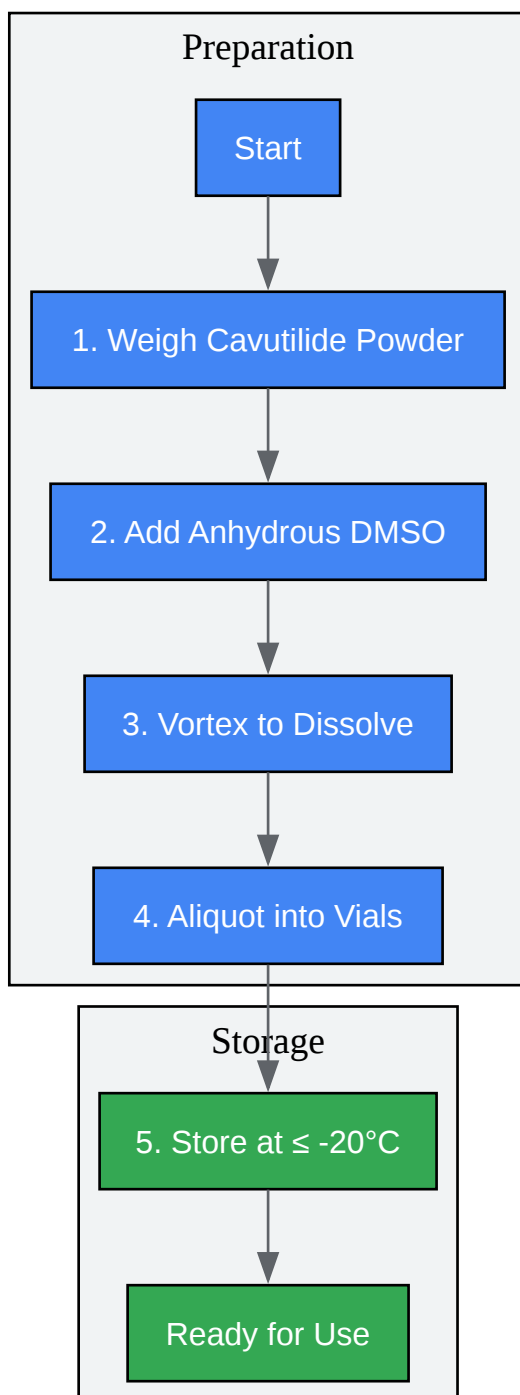 Preparation
Start
1. Weigh Cavutilide Powder
2. Add Anhydrous DMSO
3. Vortex to Dissolve
4. Aliquot into Vials
Storage
5. Store at ≤ -20°C
Ready for Use